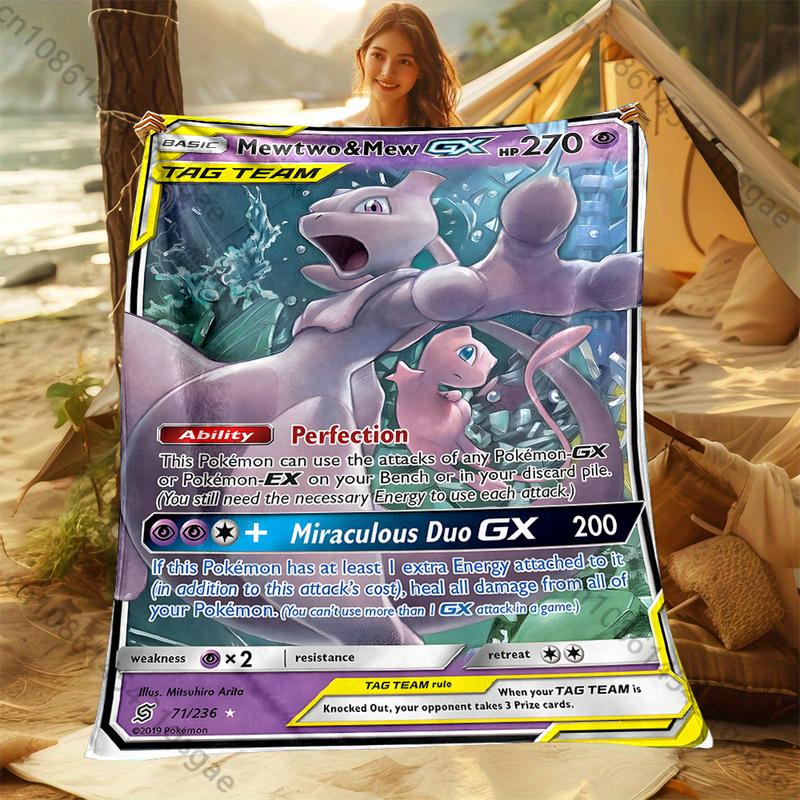 BASIC Mewtwo&Mew GX HP 270
TAG TEAM
Ability Perfection
This Pokémon can use the attacks of any Pokémon-GX
or Pokémon-EX on your Bench or in your discard pile.
(You still need the necessary Energy to use each attack.)
+ Miraculous Duo GX 200
If this Pokémon has at least 1 extra Energy attached to it
(in addition to this attack's cost), heal all damage from all of
your Pokémon. (You can't use more than 1 GX attack in a game.)
weakness ×2 resistance retreat
Illus. Mitsuhiro Arita
TAG TEAM rule
When your TAG TEAM is
Knocked Out, your opponent takes 3 Prize cards.
71/236
©2019 Pokémon